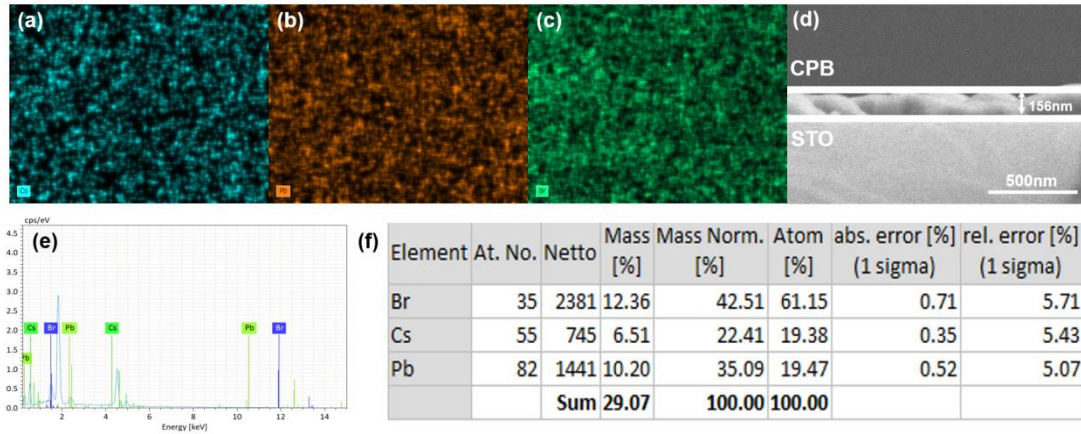 (a)
Cs
(b)
Pb
(c)
Br
(d)
CPB
156nm
STO
500nm
(e)
cps/eV
4.5
4.0
3.5
3.0
2.5
2.0
1.5
1.0
0.5
0.0
Pb
Cs
Br
Pb
Cs
Pb
Br
2 4 6 8 10 12 14
Energy [keV]
(f)
Element At. No. Netto Mass [%] Mass Norm. [%] Atom [%] abs. error [%] (1 sigma) rel. error [%] (1 sigma)
Br 35 2381 12.36 42.51 61.15 0.71 5.71
Cs 55 745 6.51 22.41 19.38 0.35 5.43
Pb 82 1441 10.20 35.09 19.47 0.52 5.07
Sum 29.07 100.00 100.00